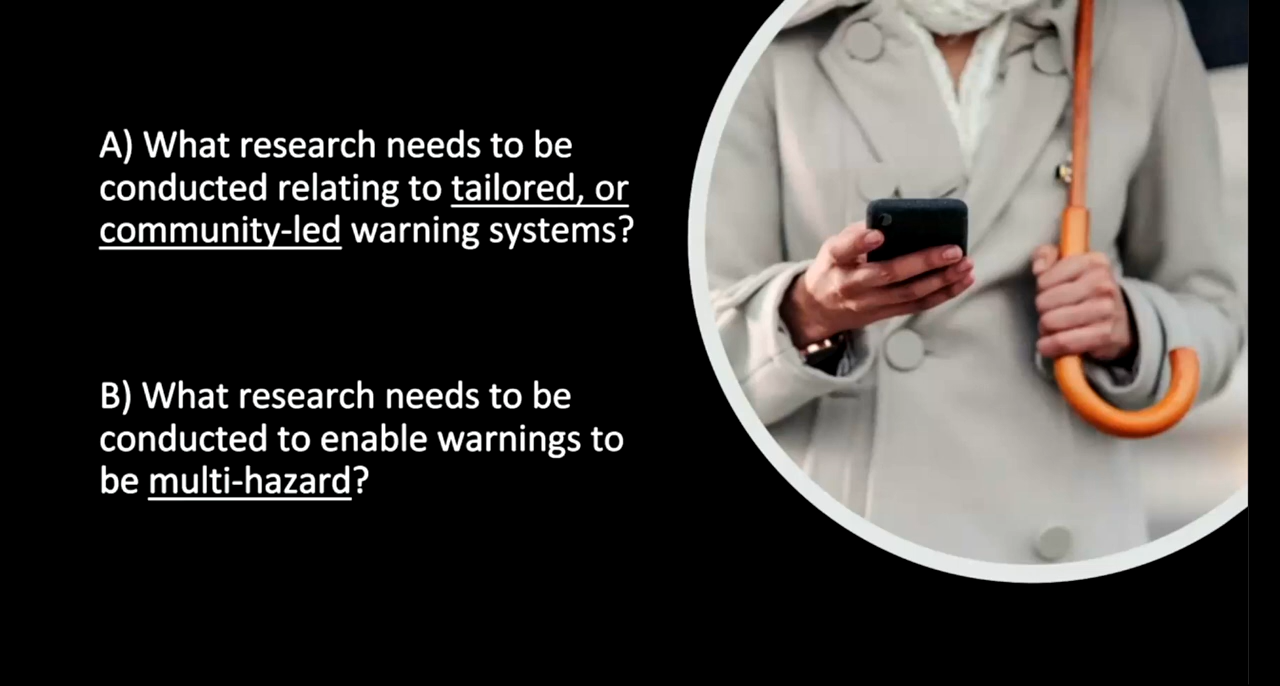 A) What research needs to be
conducted relating to tailored, or
community-led warning systems?
B) What research needs to be
conducted to enable warnings to
be multi-hazard?